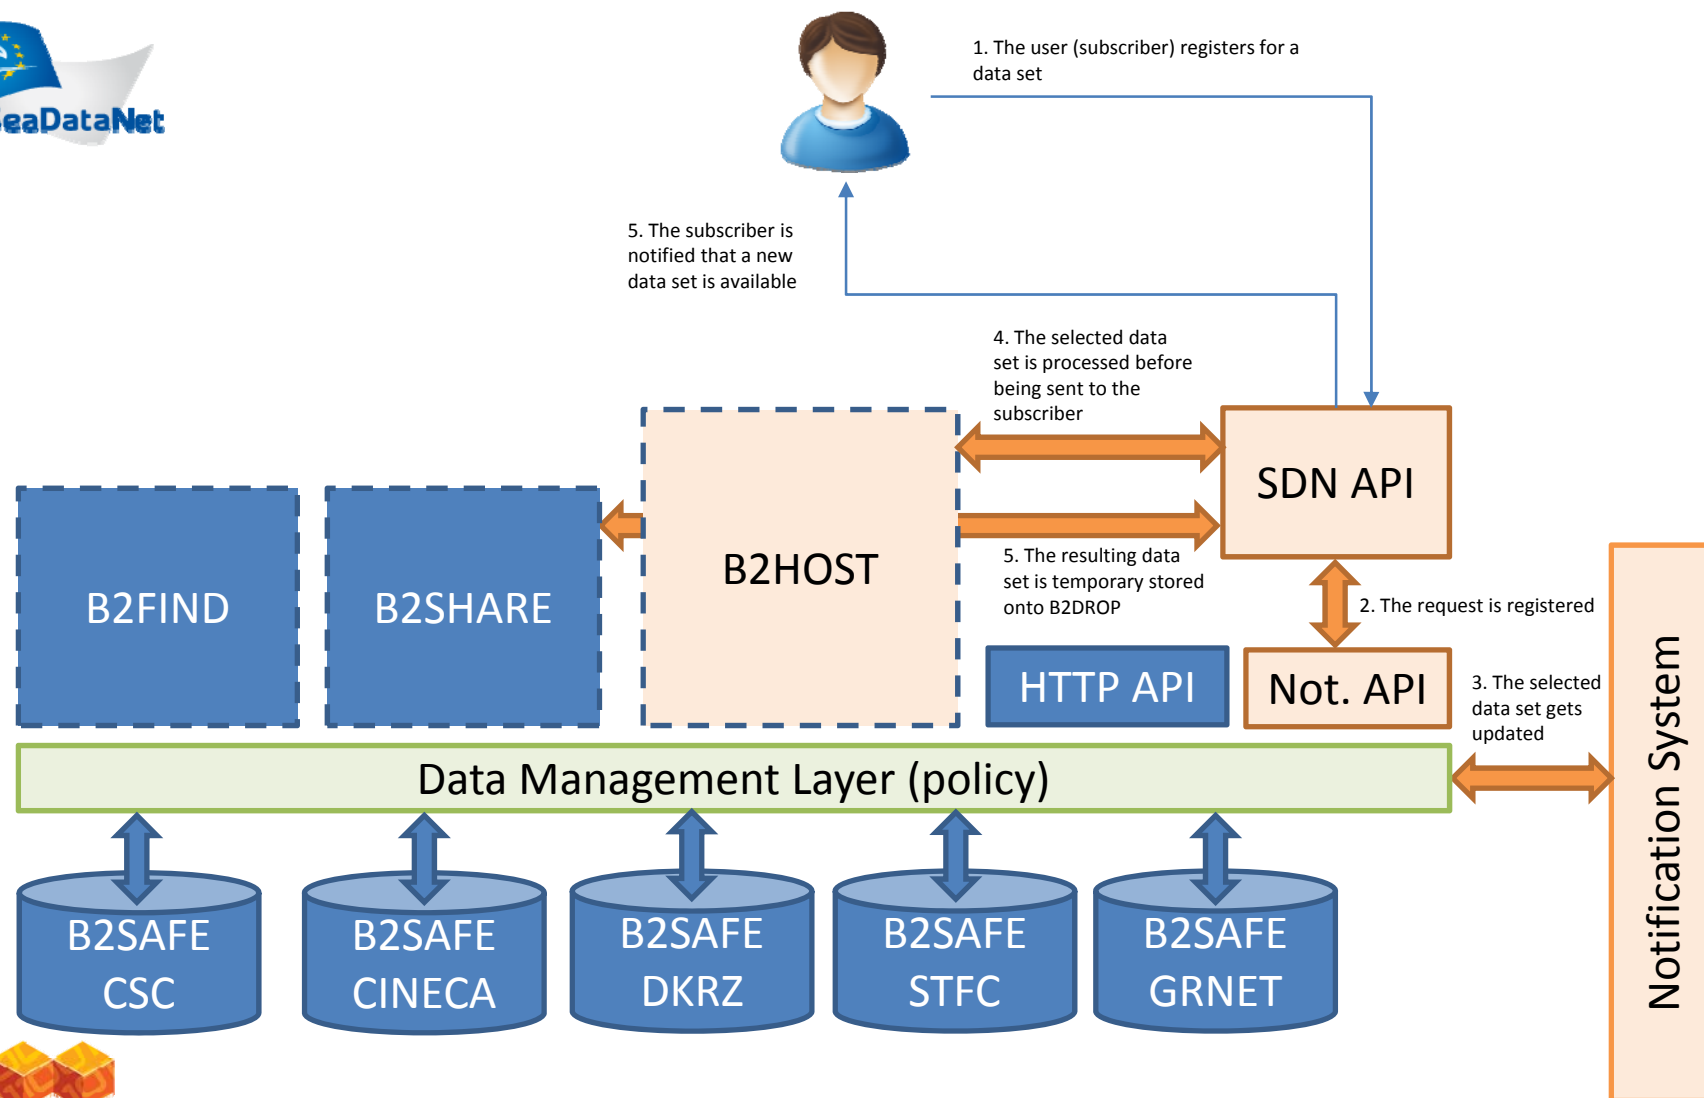 SeaDataNet
1. The user (subscriber) registers for a
data set
5. The subscriber is
notified that a new
data set is available
4. The selected data
set is processed before
being sent to the
subscriber
SDN API
B2FIND
B2SHARE
B2HOST
5. The resulting data
set is temporary stored
onto B2DROP
2. The request is registered
HTTP API
Not. API
3. The selected
data set gets
updated
Notification System
Data Management Layer (policy)
B2SAFE
CSC
B2SAFE
CINECA
B2SAFE
DKRZ
B2SAFE
STFC
B2SAFE
GRNET